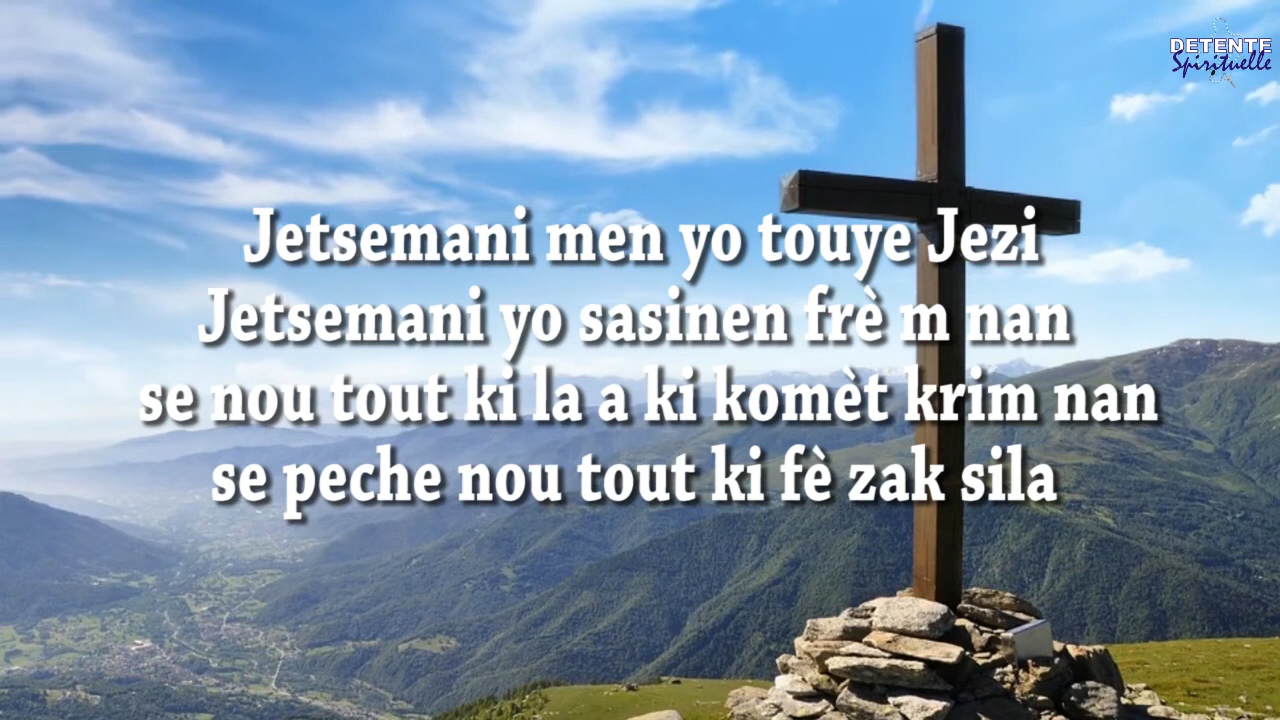 DETENTE
Spirituelle
Jetsemani men yo touye Jezi
Jetsemani yo sasinen frè m nan
se nou tout ki la a ki komèt krim nan
se peche nou tout ki fè zak sila